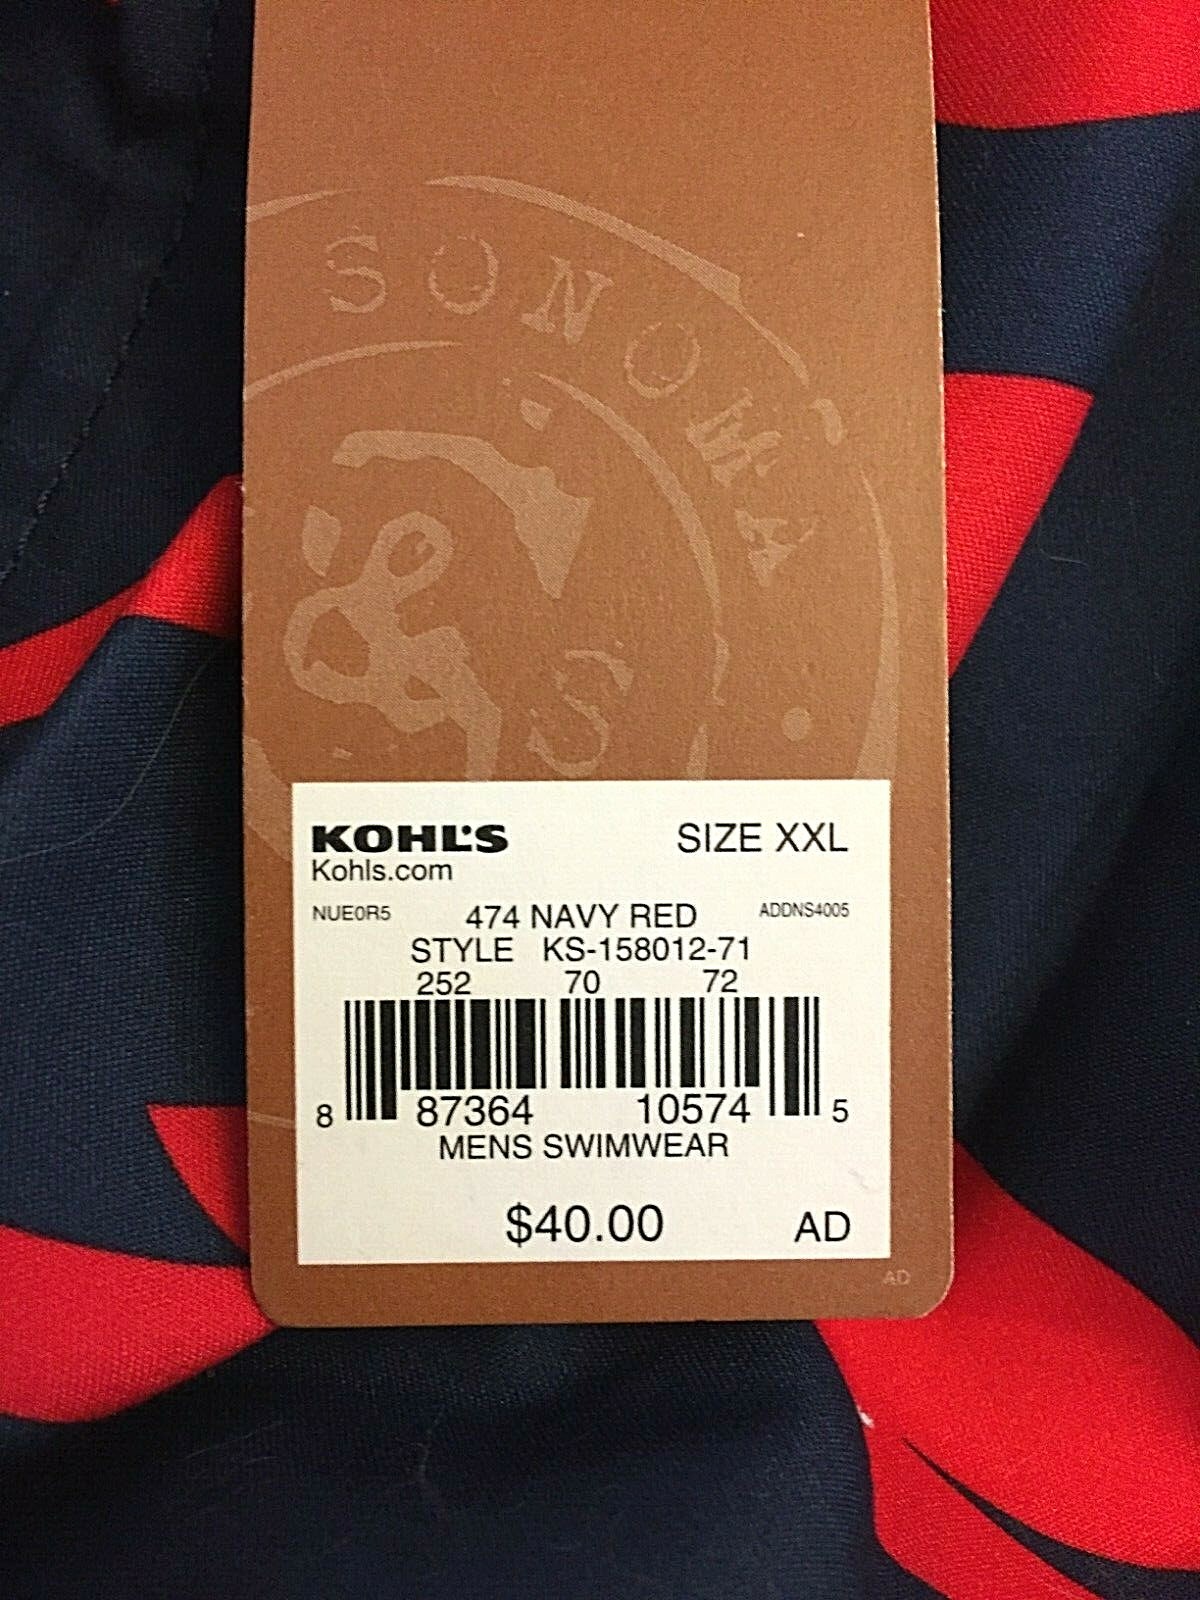 SONOMA
S
KOHL'S
SIZE XXL
Kohls.com
NUE0R5
474 NAVY RED
ADDNS4005
STYLE KS-158012-71
252 70 72
8 87364 10574 5
MENS SWIMWEAR
$40.00
AD
AD